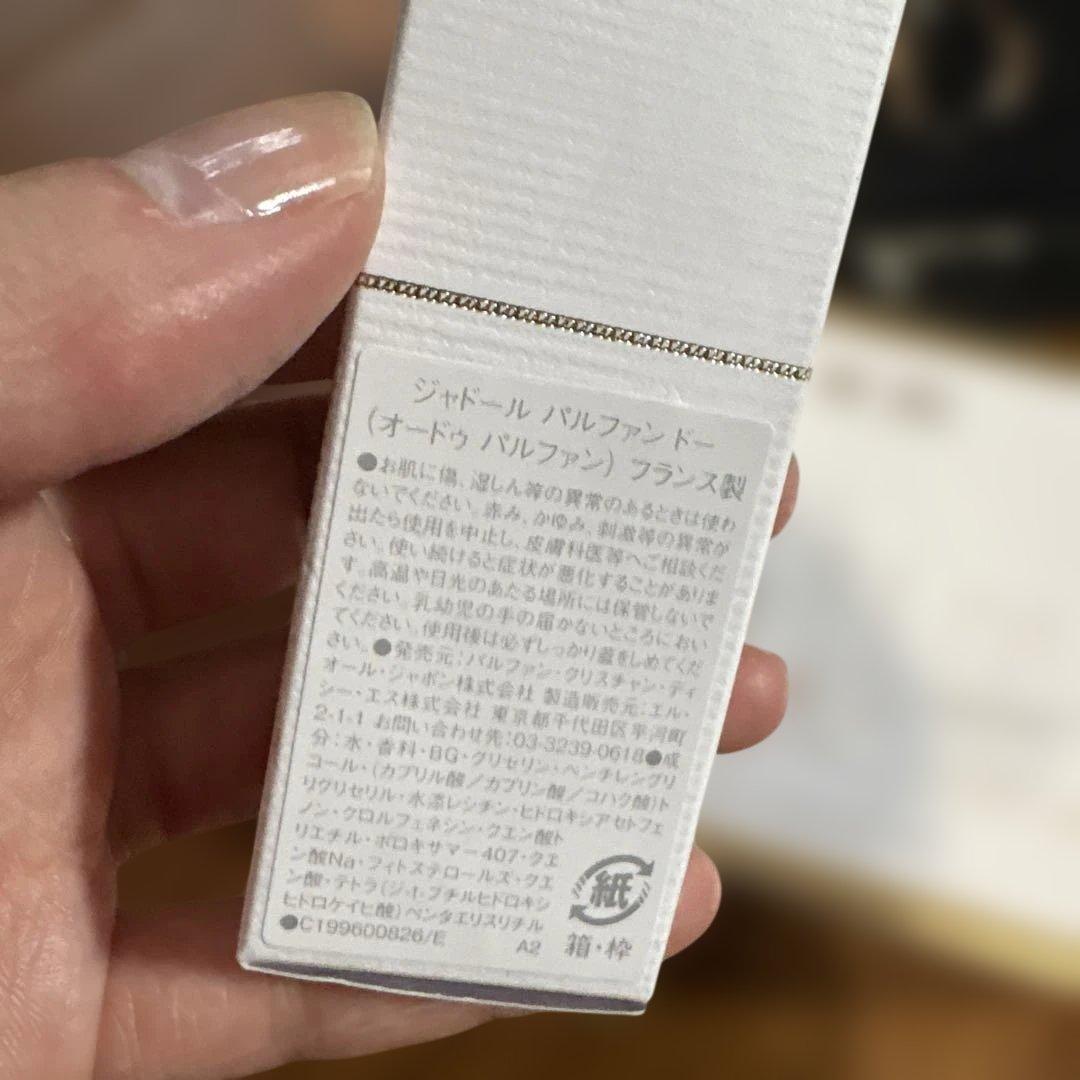 ジャドール パルファン ドー
(オードゥ パルファン) フランス製
●お肌に傷、湿しん等の異常のあるときは使わ
ないでください。赤み、かゆみ、刺激等の異常が
出たら使用を中止し、皮膚科医等へご相談くだ
さい。使い続けると症状が悪化することがありま
す。高温や日光のあたる場所には保管しないで
ください。乳幼児の手の届かないところにおい
てください。使用後は必ずしっかり蓋をしめてくだ
さい。●発売元:パルファン・クリスチャン・ディ
オール・ジャポン株式会社 製造販売元:エル・
シー・エス株式会社 東京都千代田区平河町
2-1-1 お問い合わせ先:03-3239-0618●成
分:水・香料・BG・グリセリン・ペンチレングリ
コール・(カプリル酸/カプリン酸/コハク酸)ト
リグリセリル・水添レシチン・ヒドロキシアセトフェ
ノン・クロルフェネシン・クエン酸ト
リエチル・ポロキサマー407・クエ
ン酸Na・フィトステロールズ・クエ
ン酸・テトラ(ジ-t-ブチルヒドロキシ
ヒドロケイヒ酸)ペンタエリスリチル
●C199600826/E A2
紙
箱・枠